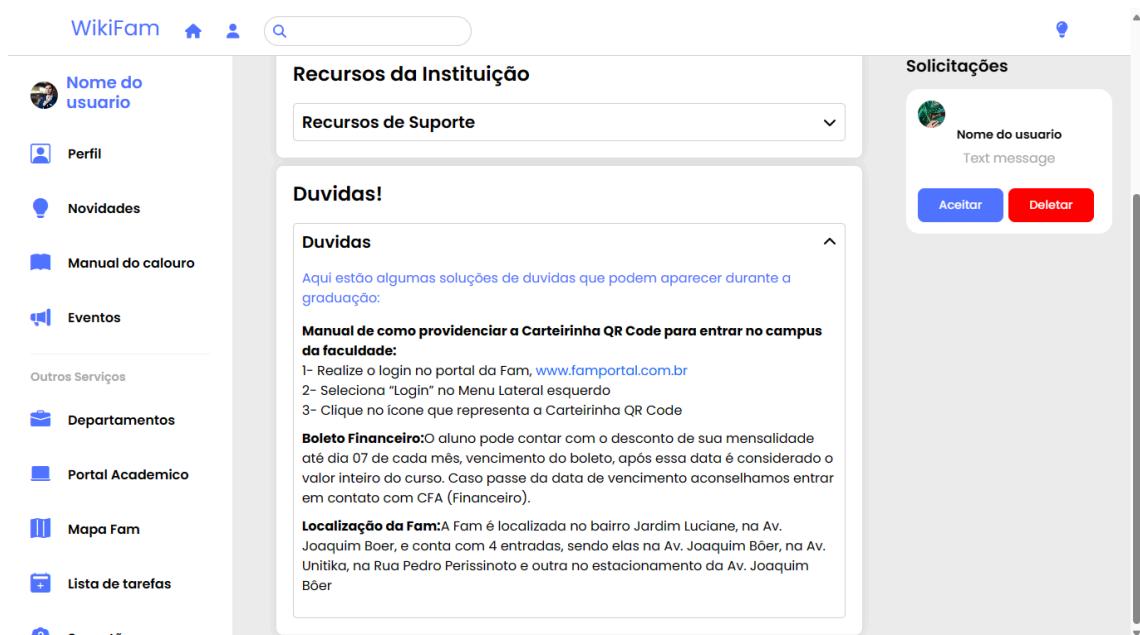 WikiFam
Nome do
usuario
Perfil
Novidades
Manual do calouro
Eventos
Outros Serviços
Departamentos
Portal Academico
Mapa Fam
Lista de tarefas
Recursos da Instituição
Recursos de Suporte
Duvidas!
Duvidas
Aqui estão algumas soluções de duvidas que podem aparecer durante a
graduação:
Manual de como providenciar a Carteirinha QR Code para entrar no campus
da faculdade:
1- Realize o login no portal da Fam, www.famportal.com.br
2- Seleciona “Login” no Menu Lateral esquerdo
3- Clique no ícone que representa a Carteirinha QR Code
Boleto Financeiro:O aluno pode contar com o desconto de sua mensalidade
até dia 07 de cada mês, vencimento do boleto, após essa data é considerado o
valor inteiro do curso. Caso passe da data de vencimento aconselhamos entrar
em contato com CFA (Financeiro).
Localização da Fam:A Fam é localizada no bairro Jardim Luciane, na Av.
Joaquim Boer, e conta com 4 entradas, sendo elas na Av. Joaquim Bôer, na Av.
Unitika, na Rua Pedro Perissinoto e outra no estacionamento da Av. Joaquim
Bôer
Solicitações
Nome do usuario
Text message
Aceitar
Deletar